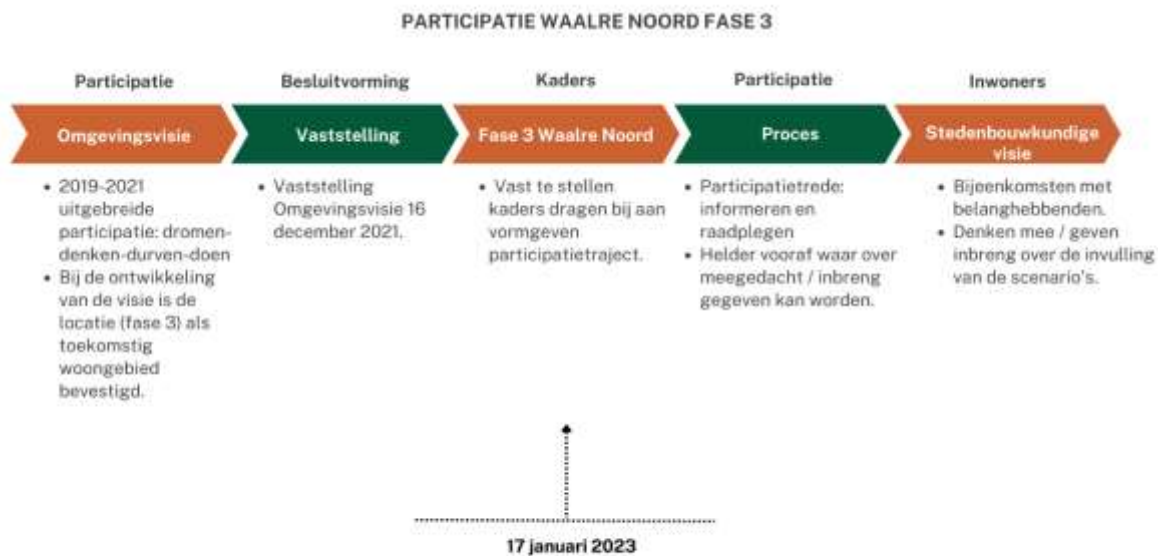 PARTICIPATIE WAALRE NOORD FASE 3
Participatie
Omgevingsvisie
• 2019-2021
uitgebreide
participatie: dromen-
denken-durven-doen
• Bij de ontwikkeling
van de visie is de
locatie (fase 3) als
toekomstig
woongebied
bevestigd.
Besluitvorming
Vaststelling
• Vaststelling
Omgevingsvisie 16
december 2021.
Kaders
Fase 3 Waalre Noord
• Vast te stellen
kaders dragen bij aan
vormgeven
participatietraject.
Participatie
Proces
• Participatietrede:
informeren en
raadplegen
• Helder vooraf waar over
meegedacht / inbreng
gegeven kan worden.
Inwoners
Stedenbouwkundige
visie
• Bijeenkomsten met
belanghebbenden.
• Denken mee / geven
inbreng over de invulling
van de scenario's.
17 januari 2023